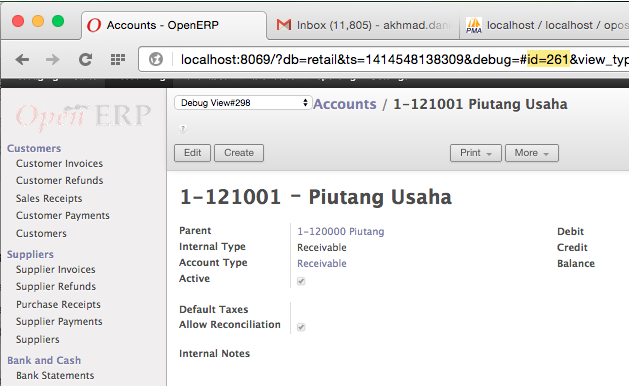 Accounts - OpenERP
Inbox (11,805) - akhmad.dani
localhost / localhost / opos
PMA
localhost:8069/?db=retail&ts=1414548138309&debug=#id=261&view_typ
Open ERP
Debug View#298
Accounts / 1-121001 Piutang Usaha
?
Edit
Create
Print
More
Customers
Customer Invoices
Customer Refunds
Sales Receipts
Customer Payments
Customers
Suppliers
Supplier Invoices
Supplier Refunds
Purchase Receipts
Supplier Payments
Suppliers
Bank and Cash
Bank Statements
1-121001 - Piutang Usaha
Parent 1-120000 Piutang Debit
Internal Type Receivable Credit
Account Type Receivable Balance
Active
Default Taxes
Allow Reconciliation
Internal Notes